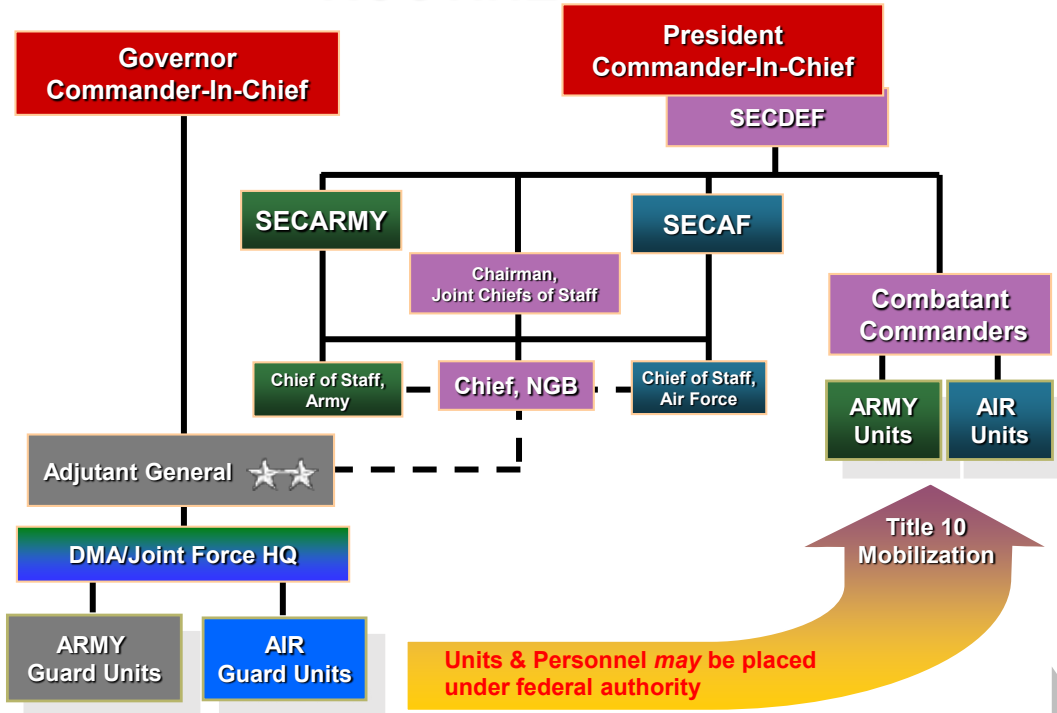 Governor
Commander-In-Chief
President
Commander-In-Chief
SECDEF
SECARMY
SECAF
Chairman,
Joint Chiefs of Staff
Combatant
Commanders
Chief of Staff,
Army
Chief, NGB
Chief of Staff,
Air Force
ARMY
Units
AIR
Units
Adjutant General
DMA/Joint Force HQ
ARMY
Guard Units
AIR
Guard Units
Title 10
Mobilization
Units & Personnel may be placed
under federal authority